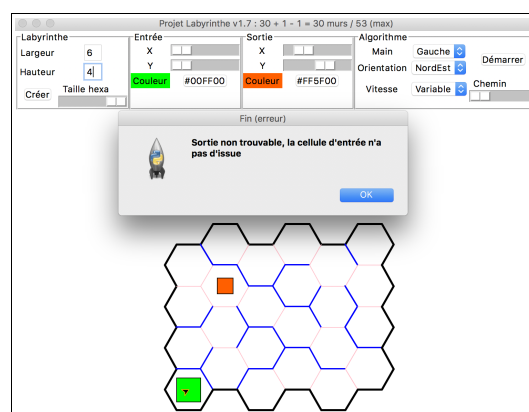 Projet Labyrinthe v1.7 : 30 + 1 - 1 = 30 murs / 53 (max)
Labyrinthe
Largeur 6
Hauteur 4
Créer Taille hexa
Entrée
X
Y
Couleur #00FF00
Sortie
X
Y
Couleur #FF5F00
Algorithme
Main Gauche
Orientation NordEst
Vitesse Variable
Démarrer
Chemin
Fin (erreur)
Sortie non trouvable, la cellule d'entrée n'a
pas d'issue
OK